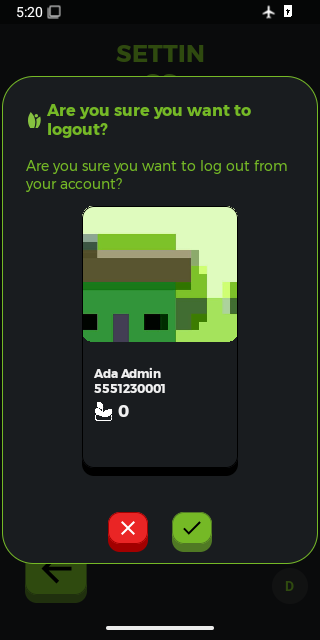 5:20
SETTIN
Are you sure you want to
logout?
Are you sure you want to log out from
your account?
Ada Admin
5551230001
0
D